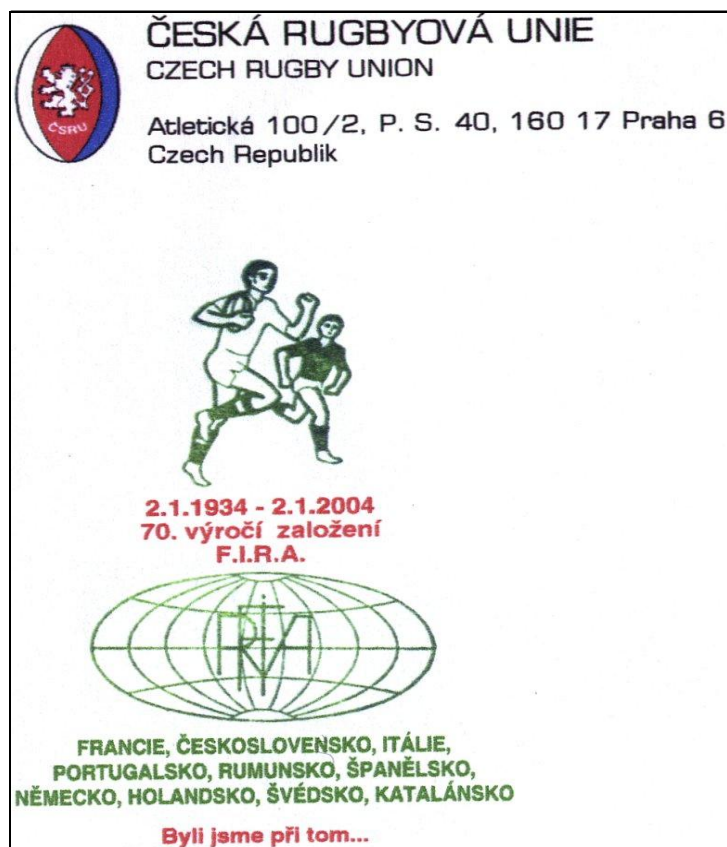 ČESKÁ RUGBYOVÁ UNIE
CZECH RUGBY UNION
Atletická 100/2, P. S. 40, 160 17 Praha 6
Czech Republik
ČSRU
2.1.1934 - 2.1.2004
70. výročí založení
F.I.R.A.
FRANCIE, ČESKOSLOVENSKO, ITÁLIE,
PORTUGALSKO, RUMUNSKO, ŠPANĚLSKO,
NĚMECKO, HOLANDSKO, ŠVÉDSKO, KATALÁNSKO
Byli jsme při tom...